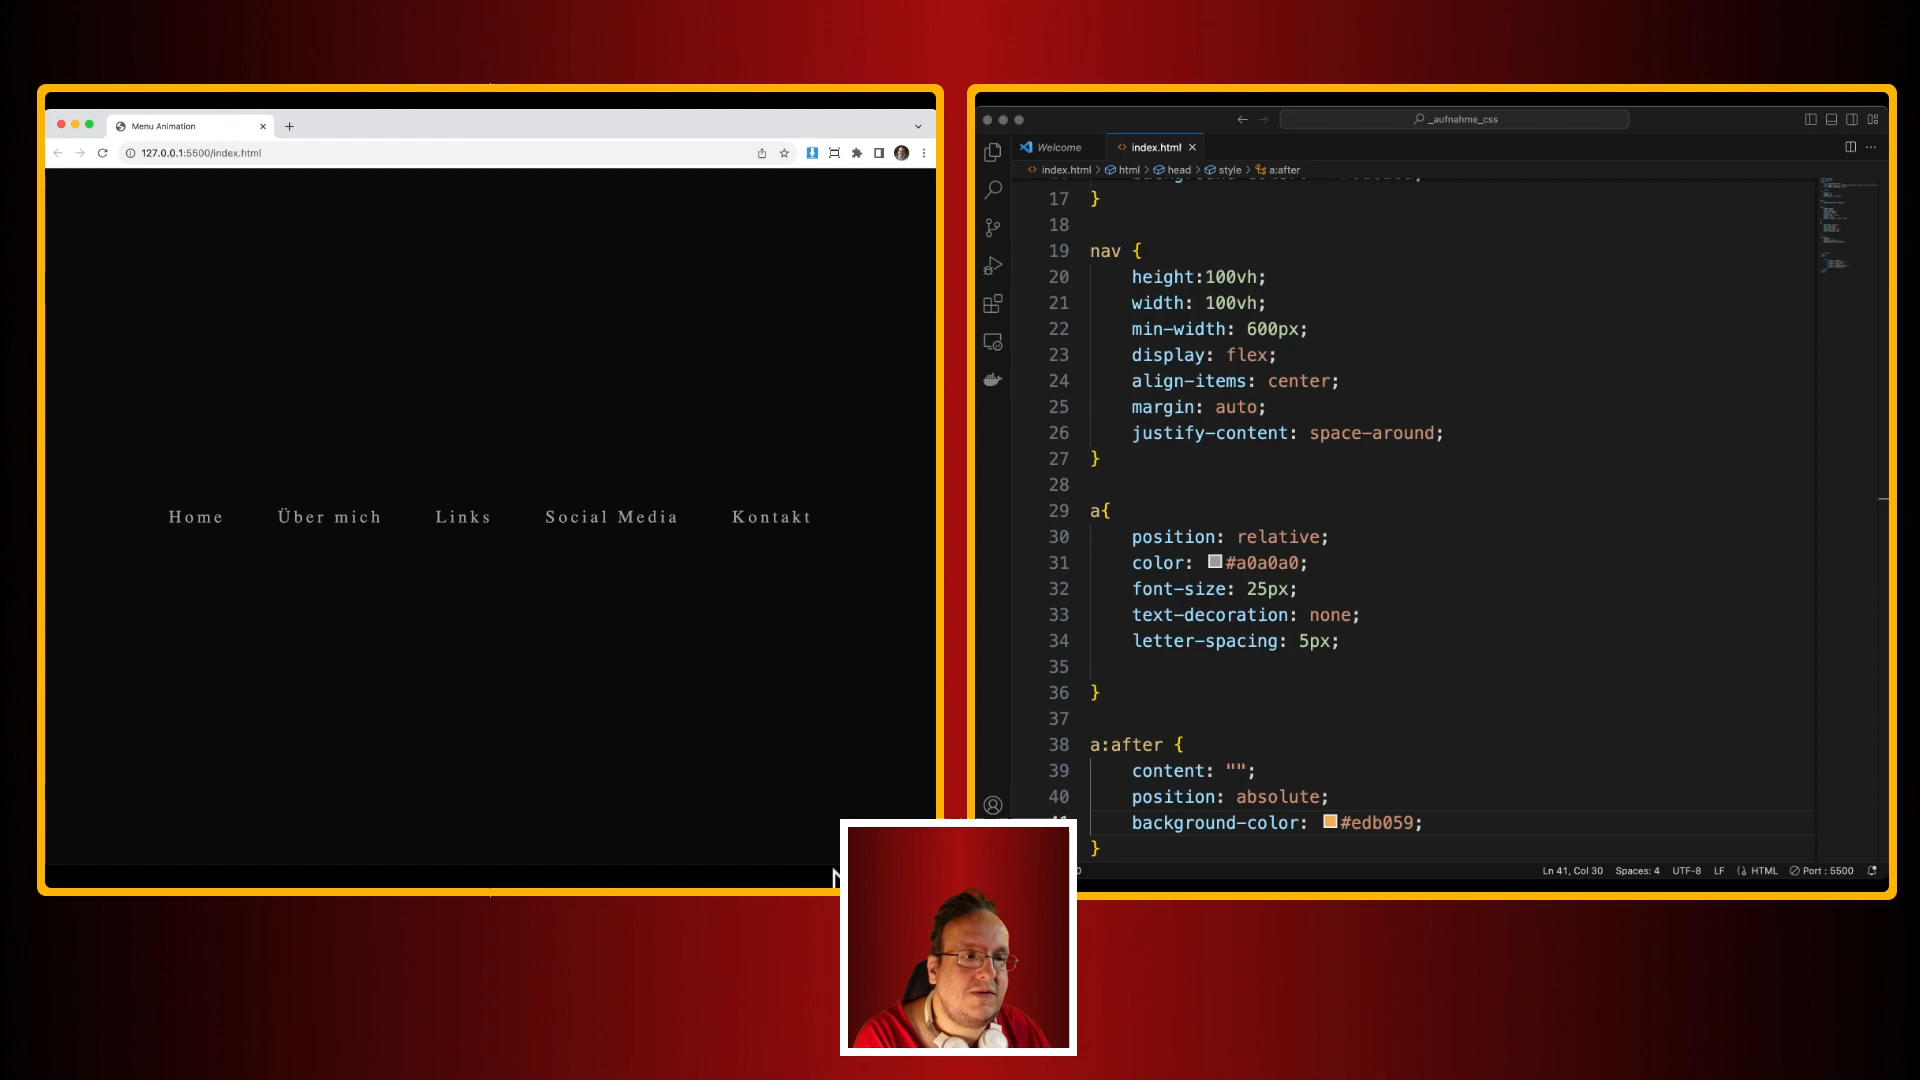 Menu Animation
127.0.0.1:5500/index.html
Home Über mich Links Social Media Kontakt
_aufnahme_css
Welcome index.html
index.html > html > head > style > a:after
17 }
18
19 nav {
20 height:100vh;
21 width: 100vh;
22 min-width: 600px;
23 display: flex;
24 align-items: center;
25 margin: auto;
26 justify-content: space-around;
27 }
28
29 a{
30 position: relative;
31 color: #a0a0a0;
32 font-size: 25px;
33 text-decoration: none;
34 letter-spacing: 5px;
35
36 }
37
38 a:after {
39 content: "";
40 position: absolute;
41 background-color: #edb059;
}
Ln 41, Col 30 Spaces: 4 UTF-8 LF HTML Port : 5500